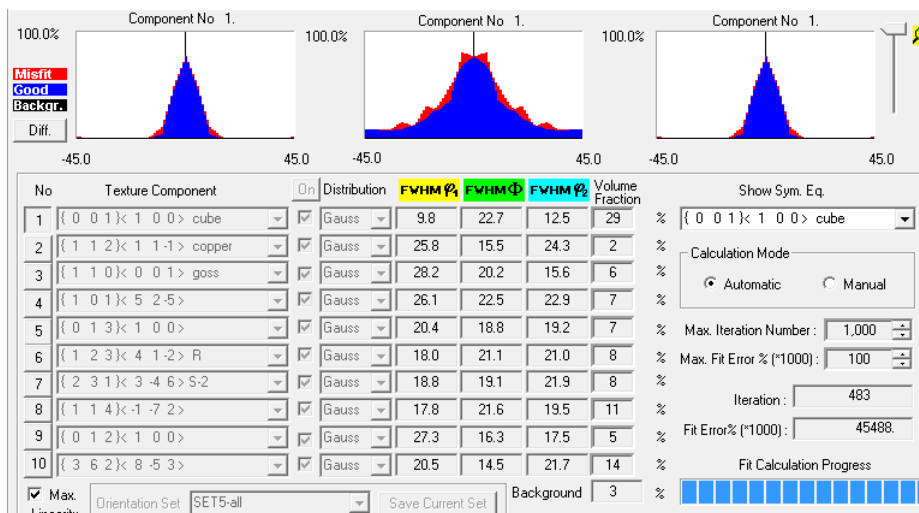 Component No 1.
Component No 1.
Component No 1.
100.0%
100.0%
100.0%
Misfit
Good
Backgr.
Diff.
-45.0 45.0
-45.0 45.0
-45.0 45.0
No Texture Component On Distribution FWHM φ1 FWHM Φ FWHM φ2 Volume Fraction
1 { 0 0 1}< 1 0 0> cube Gauss 9.8 22.7 12.5 29 %
2 { 1 1 2}< 1 1-1> copper Gauss 25.8 15.5 24.3 2 %
3 { 1 1 0}< 0 0 1> goss Gauss 28.2 20.2 15.6 6 %
4 { 1 0 1}< 5 2-5> Gauss 26.1 22.5 22.9 7 %
5 { 0 1 3}< 1 0 0> Gauss 20.4 18.8 19.2 7 %
6 { 1 2 3}< 4 1-2> R Gauss 18.0 21.1 21.0 8 %
7 { 2 3 1}< 3 -4 6> S-2 Gauss 18.8 19.1 21.9 8 %
8 { 1 1 4}< -1 -7 2> Gauss 17.8 21.6 19.5 11 %
9 { 0 1 2}< 1 0 0> Gauss 27.3 16.3 17.5 5 %
10 { 3 6 2}< 8 -5 3> Gauss 20.5 14.5 21.7 14 %
Max.
Orientation Set SET5-all Save Current Set Background 3 %
Show Sym. Eq.
{ 0 0 1}< 1 0 0> cube
Calculation Mode
Automatic Manual
Max. Iteration Number : 1,000
Max. Fit Error % (*1000) : 100
Iteration : 483
Fit Error% (*1000) : 45488.
Fit Calculation Progress